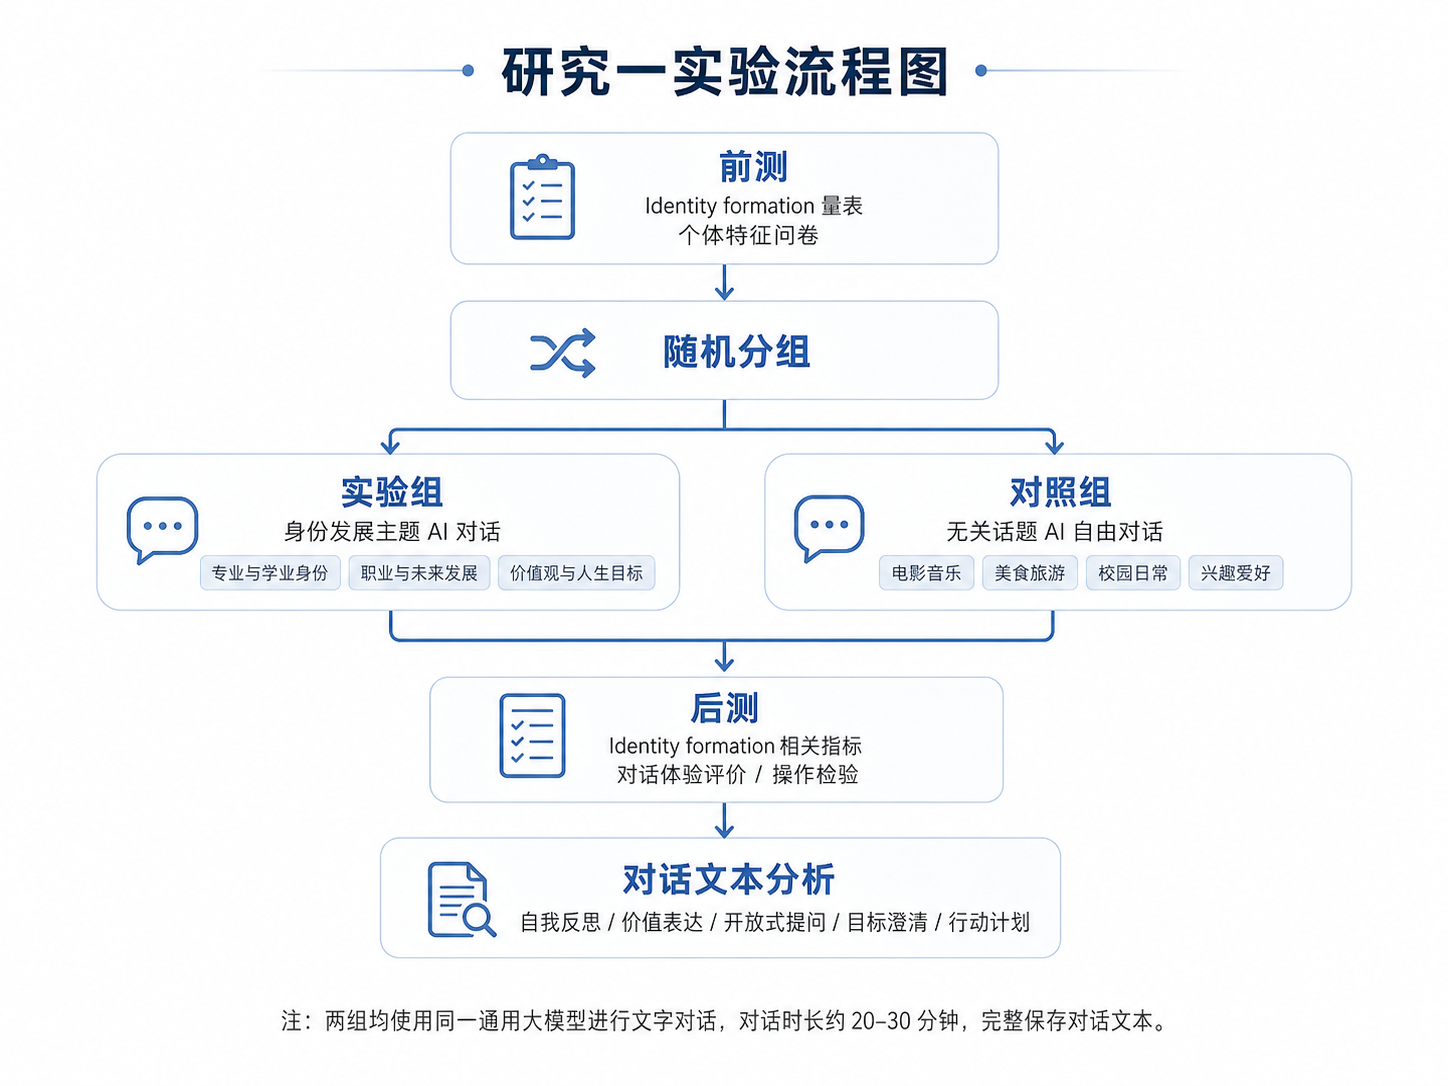 研究一实验流程图
前测
Identity formation 量表
个体特征问卷
随机分组
实验组
身份发展主题 AI 对话
专业与学业身份
职业与未来发展
价值观与人生目标
对照组
无关话题 AI 自由对话
电影音乐
美食旅游
校园日常
兴趣爱好
后测
Identity formation 相关指标
对话体验评价 / 操作检验
对话文本分析
自我反思 / 价值表达 / 开放式提问 / 目标澄清 / 行动计划
注：两组均使用同一通用大模型进行文字对话，对话时长约 20–30 分钟，完整保存对话文本。